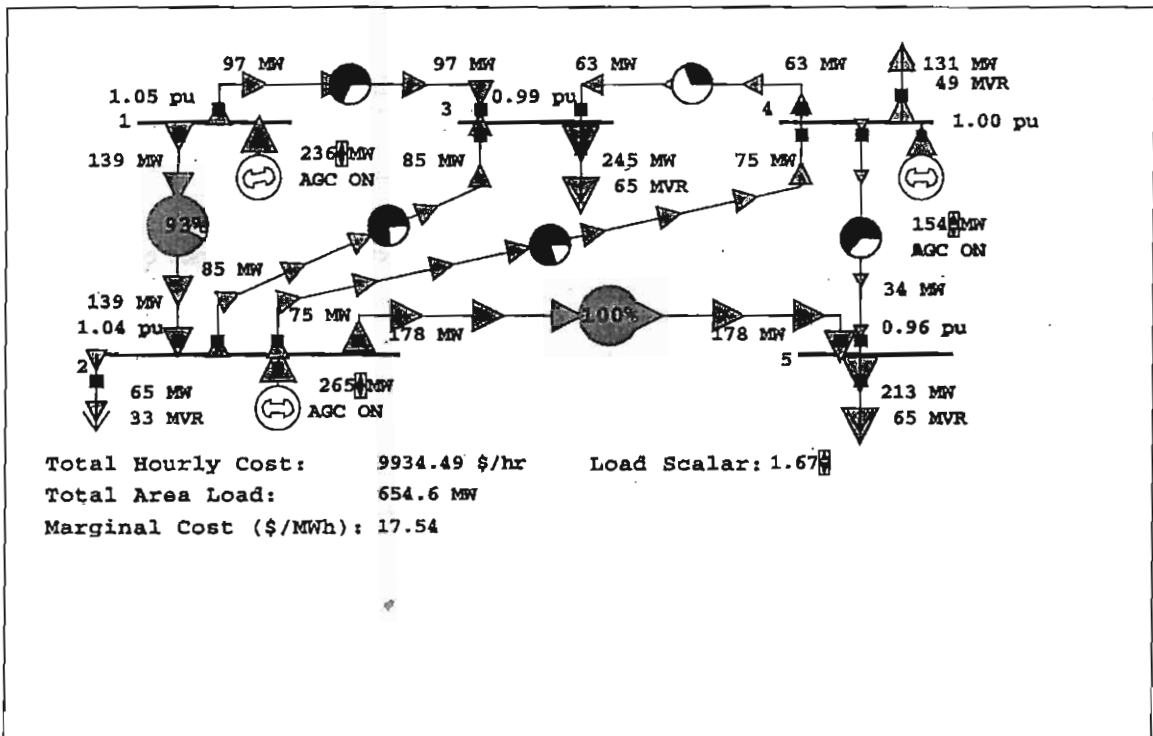 97 MW 97 MW 63 MW 63 MW 131 MW
49 MVR
1.05 pu 3 0.99 pu 4
1 1.00 pu
139 MW 236 MW 85 MW 245 MW 75 MW
AGC ON 65 MVR
93% 154 MW
AGC ON
85 MW
34 MW
139 MW 75 MW 100%
1.04 pu 178 MW 178 MW 0.96 pu
2 5
65 MW 265 MW 213 MW
33 MVR AGC ON 65 MVR
Total Hourly Cost: 9934.49 $/hr Load Scalar: 1.67
Total Area Load: 654.6 MW
Marginal Cost ($/MWh): 17.54